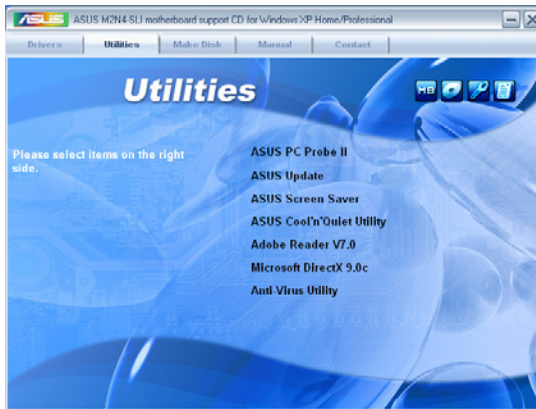 ASUS ASUS M2N4-SLI motherboard support CD for Windows XP Home/Professional
Drivers Utilities Make Disk Manual Contact
Utilities
MB
Please select items on the right
side.
ASUS PC Probe II
ASUS Update
ASUS Screen Saver
ASUS Cool'n'Quiet Utility
Adobe Reader V7.0
Microsoft DirectX 9.0c
Anti-Virus Utility